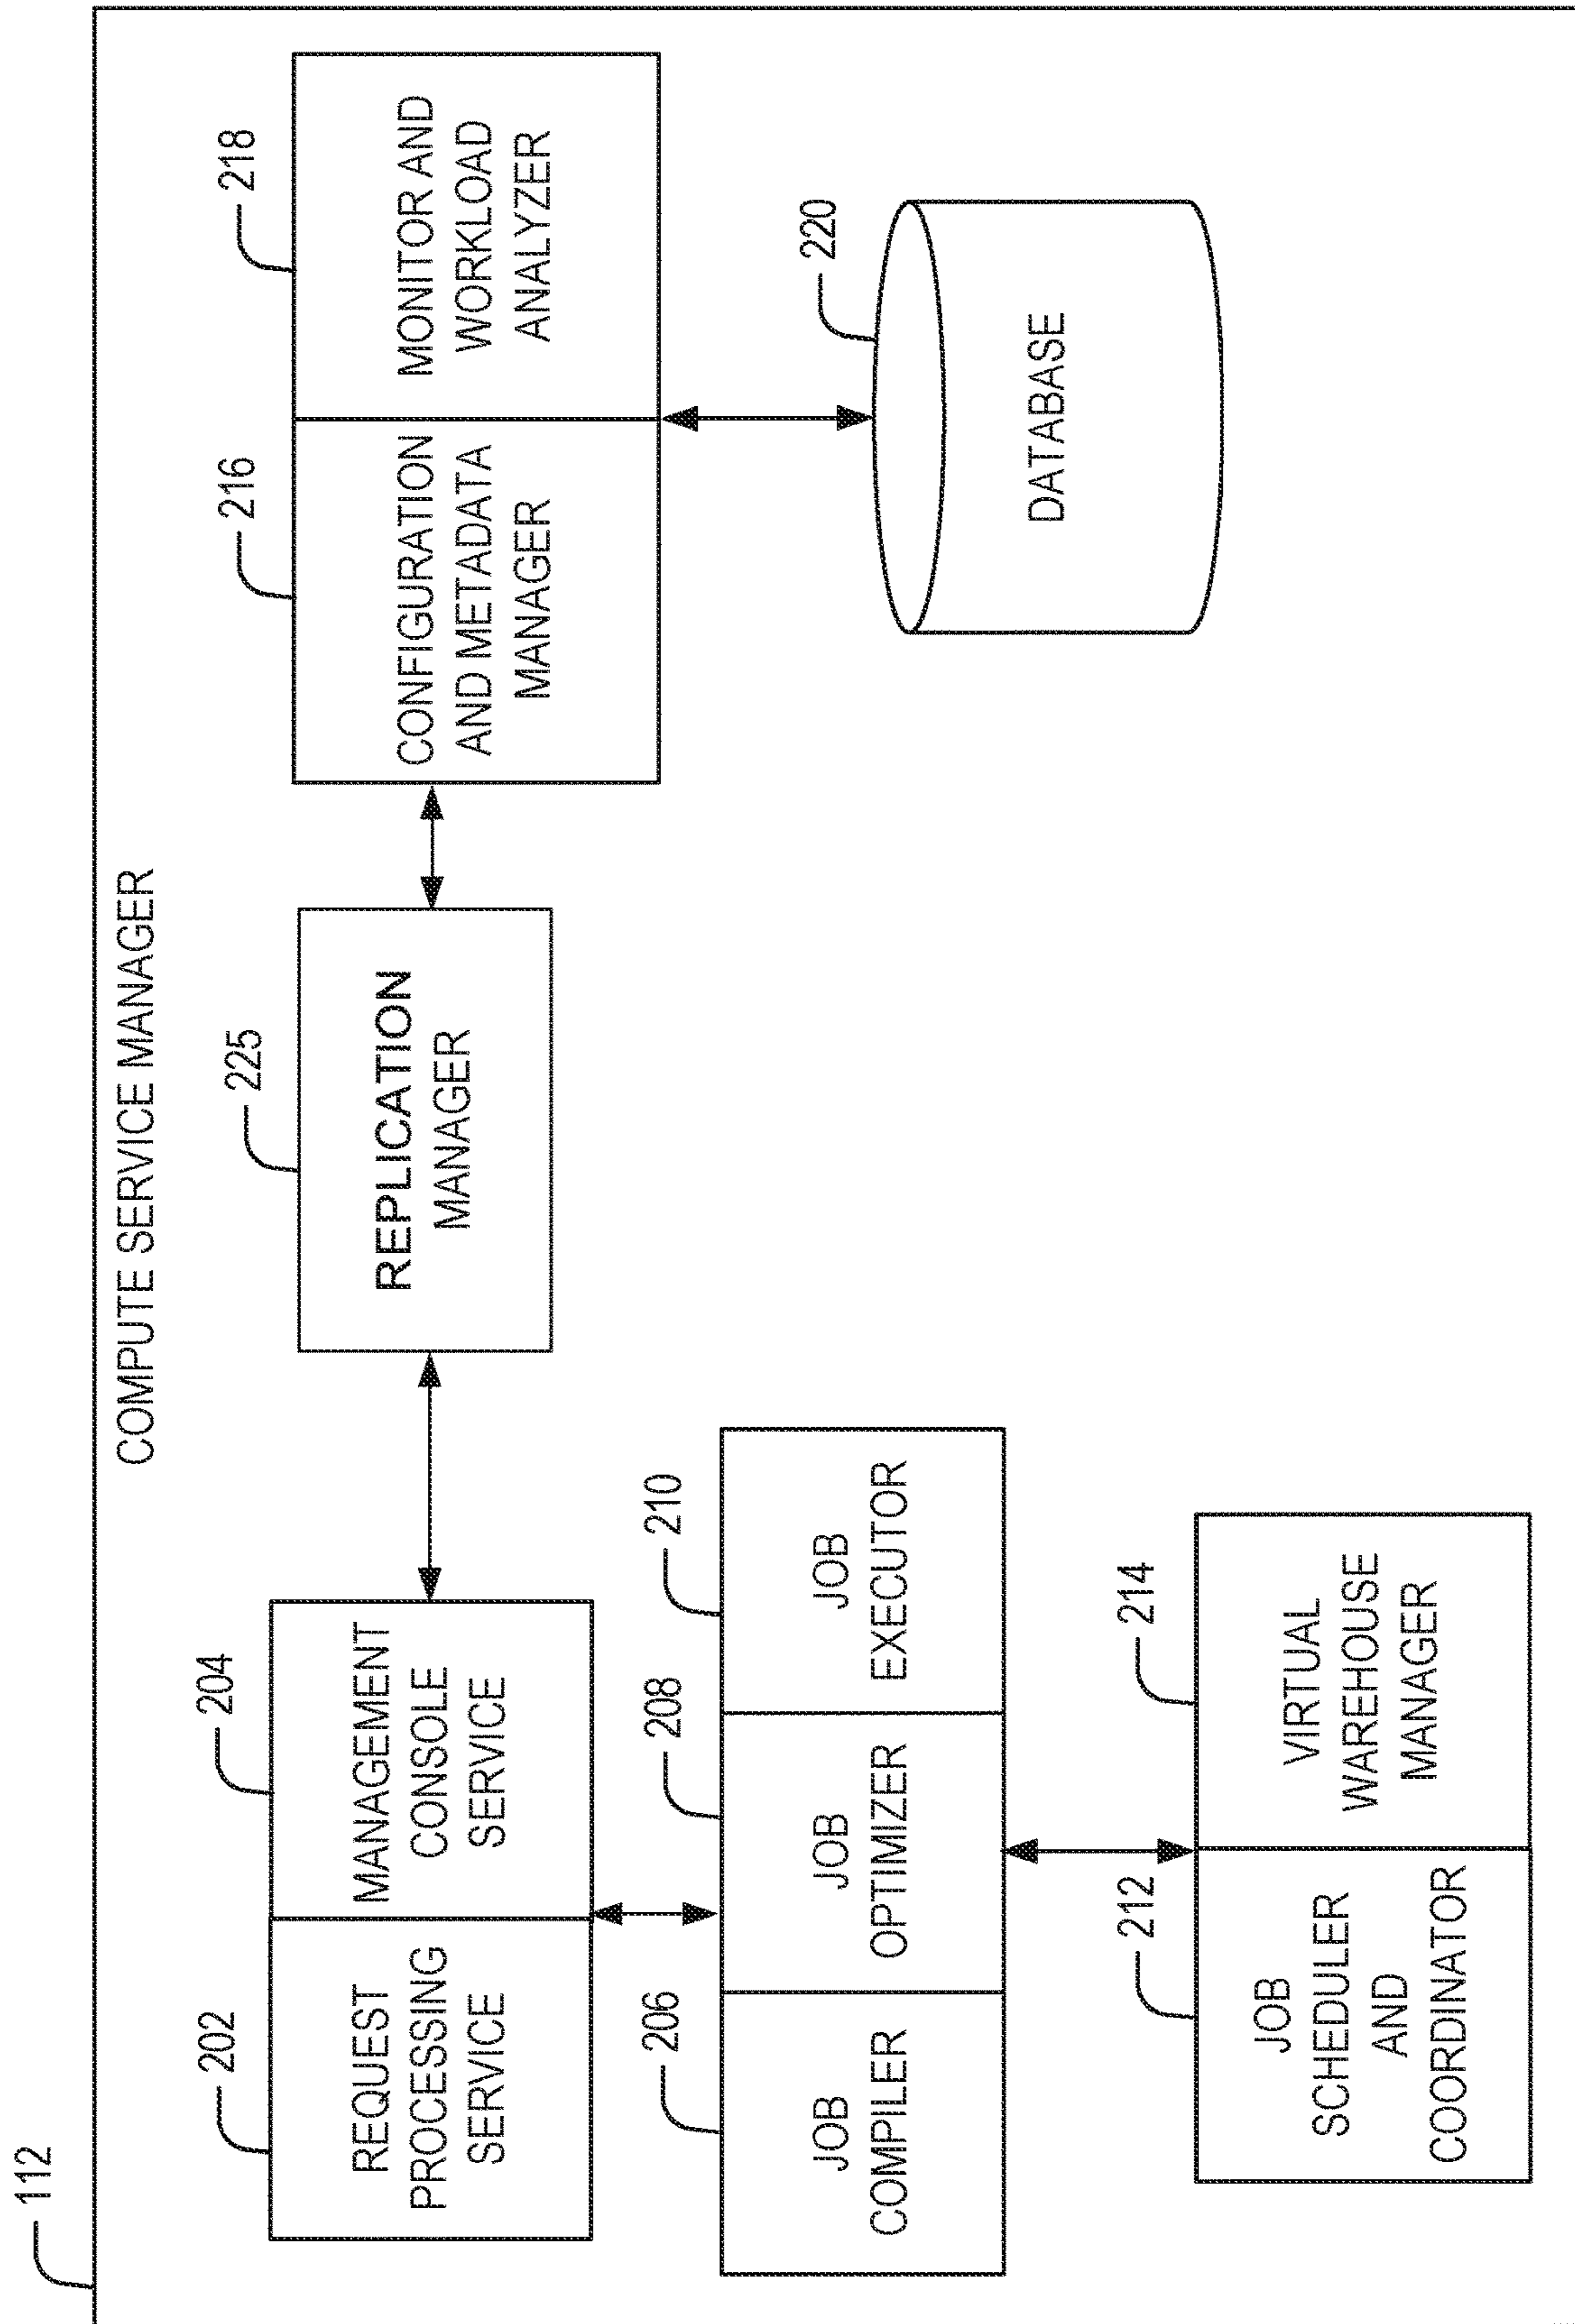 112
COMPUTE SERVICE MANAGER
202
REQUEST
PROCESSING
SERVICE
204
MANAGEMENT
CONSOLE
SERVICE
225
REPLICATION
MANAGER
216
CONFIGURATION
AND METADATA
MANAGER
218
MONITOR AND
WORKLOAD
ANALYZER
206
JOB
COMPILER
208
JOB
OPTIMIZER
210
JOB
EXECUTOR
220
DATABASE
212
JOB
SCHEDULER
AND
COORDINATOR
214
VIRTUAL
WAREHOUSE
MANAGER